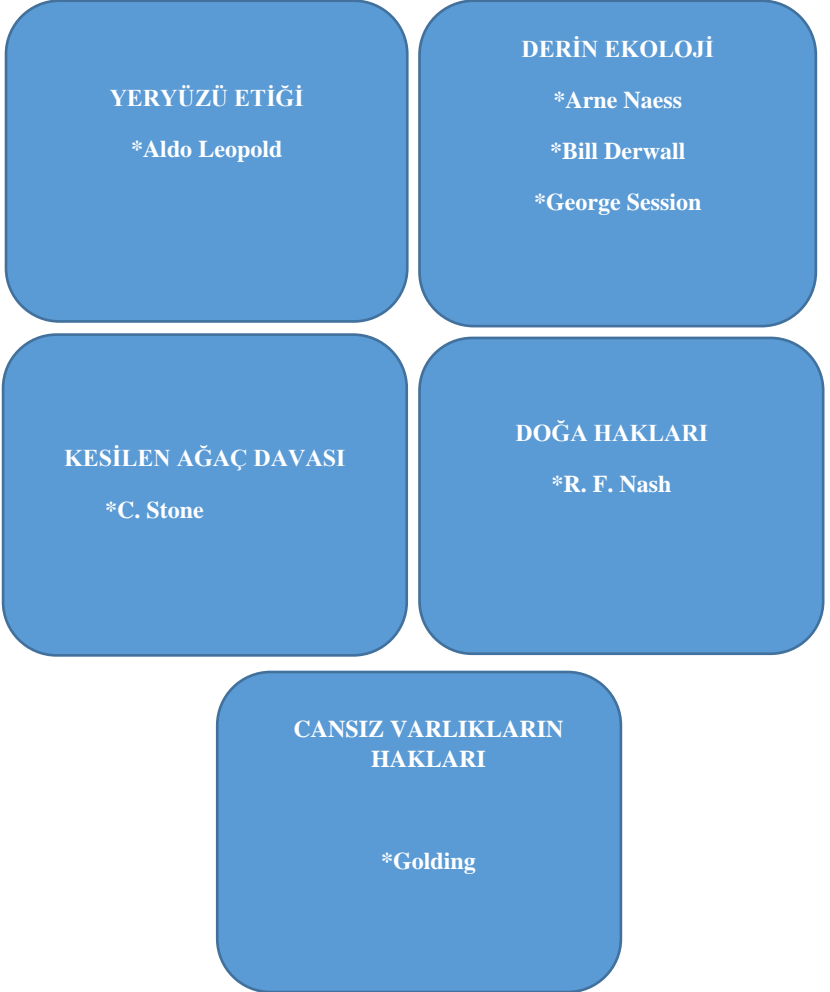 YERYÜZÜ ETİĞİ
*Aldo Leopold
DERİN EKOLOJİ
*Arne Naess
*Bill Derwall
*George Session
KESİLEN AĞAÇ DAVASI
*C. Stone
DOĞA HAKLARI
*R. F. Nash
CANSIZ VARLIKLARIN
HAKLARI
*Golding